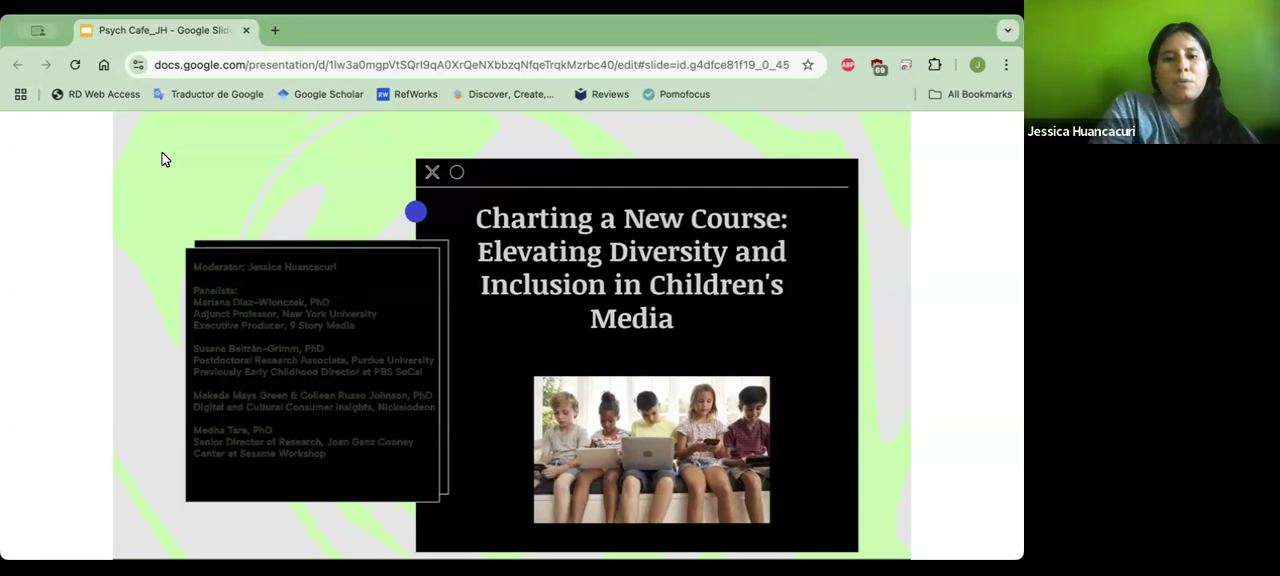 Psych Cafe_JH - Google Slid
docs.google.com/presentation/d/1lw3a0mgpVtSQrI9qA0XrQeNXbbzqNfqeTrqkMzrbc40/edit#slide=id.g4dfce81f19_0_45
ABP
69
J
RD Web Access
Traductor de Google
Google Scholar
RW
RefWorks
Discover, Create,...
Reviews
Pomofocus
All Bookmarks
Jessica Huancacuri
Charting a New Course:
Elevating Diversity and
Inclusion in Children's
Media
Moderator: Jessica Huancacuri
Panelists:
Mariana Diaz-Wionczek, PhD
Adjunct Professor, New York University
Executive Producer, 9 Story Media
Susana Beltrán-Grimm, PhD
Postdoctoral Research Associate, Purdue University
Previously Early Childhood Director at PBS SoCal
Makeda Mays Green & Colleen Russo Johnson, PhD
Digital and Cultural Consumer Insights, Nickelodeon
Medha Tare, PhD
Senior Director of Research, Joan Ganz Cooney
Center at Sesame Workshop